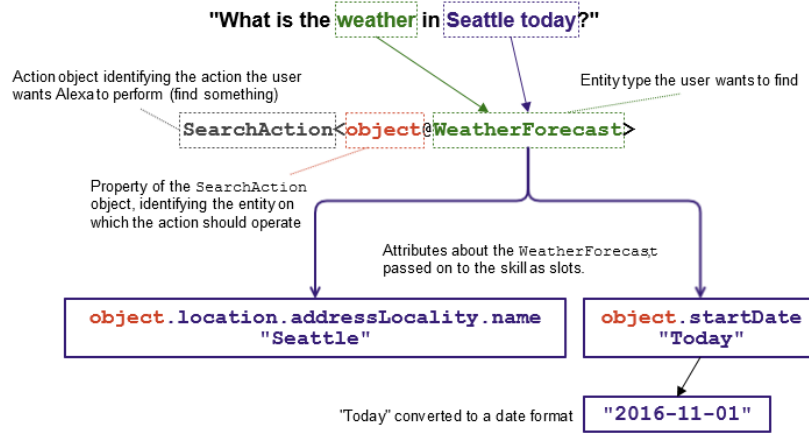 "What is the weather in Seattle today?"
Action object identifying the action the user
wants Alexa to perform (find something)
Entity type the user wants to find
SearchAction<object@WeatherForecast>
Property of the SearchAction
object, identifying the entity on
which the action should operate
Attributes about the WeatherForecast,
passed on to the skill as slots.
object.location.addressLocality.name
"Seattle"
object.startDate
"Today"
"Today" converted to a date format
"2016-11-01"